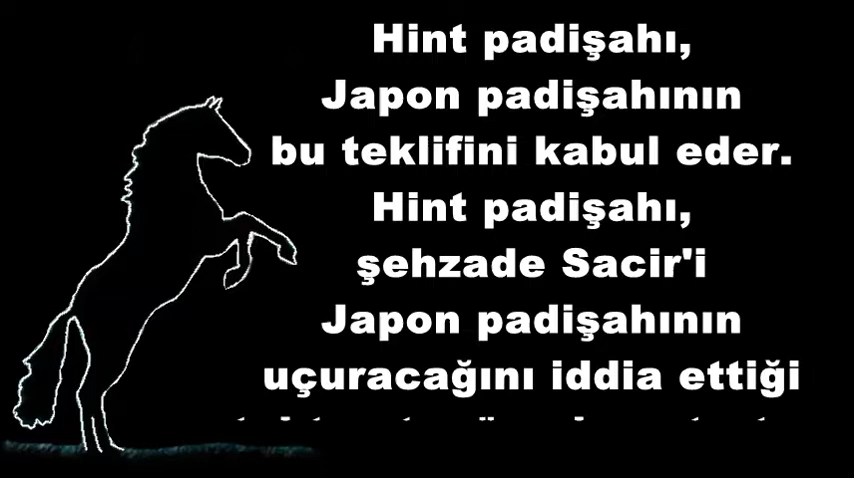 Hint padişahı,
Japon padişahının
bu teklifini kabul eder.
Hint padişahı,
şehzade Sacir'i
Japon padişahının
uçuracağını iddia ettiği